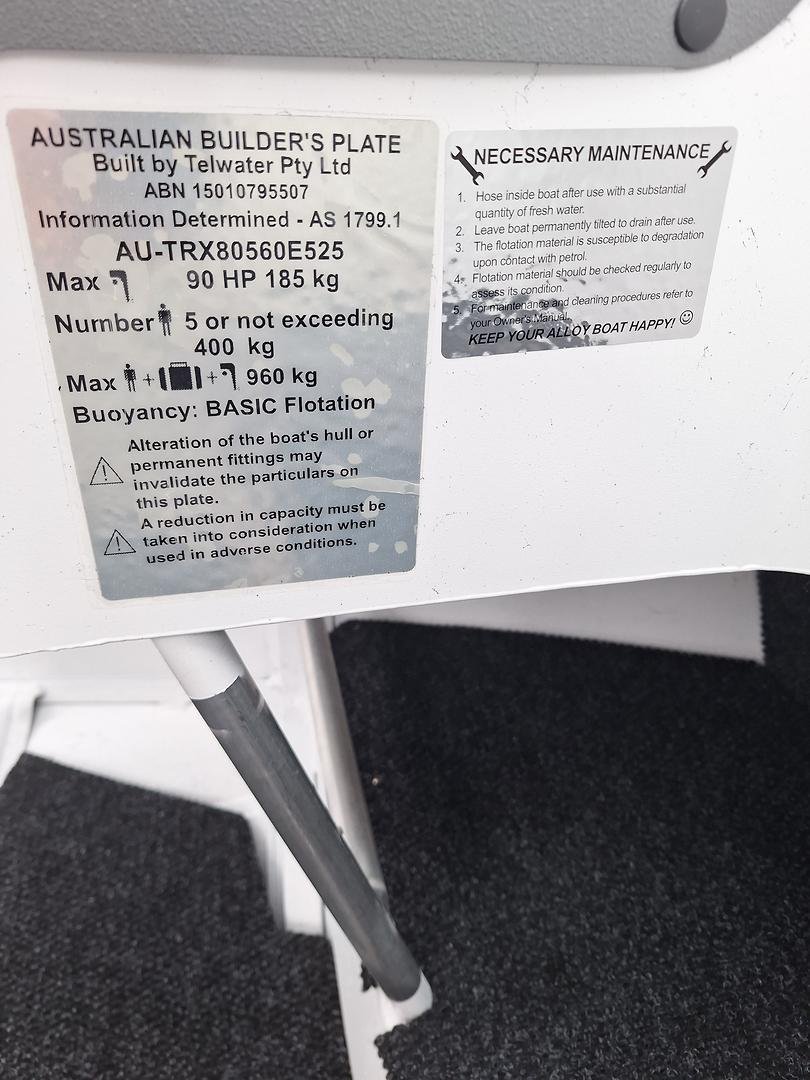 AUSTRALIAN BUILDER'S PLATE
Built by Telwater Pty Ltd
ABN 15010795507
Information Determined - AS 1799.1
AU-TRX80560E525
Max 90 HP 185 kg
Number 5 or not exceeding
400 kg
Max + + 960 kg
Buoyancy: BASIC Flotation
Alteration of the boat's hull or
permanent fittings may
invalidate the particulars on
this plate.
A reduction in capacity must be
taken into consideration when
used in adverse conditions.
NECESSARY MAINTENANCE
1. Hose inside boat after use with a substantial
quantity of fresh water.
2. Leave boat permanently tilted to drain after use.
3. The flotation material is susceptible to degradation
upon contact with petrol.
4. Flotation material should be checked regularly to
assess its condition.
5. For maintenance and cleaning procedures refer to
your Owner's Manual.
KEEP YOUR ALLOY BOAT HAPPY!